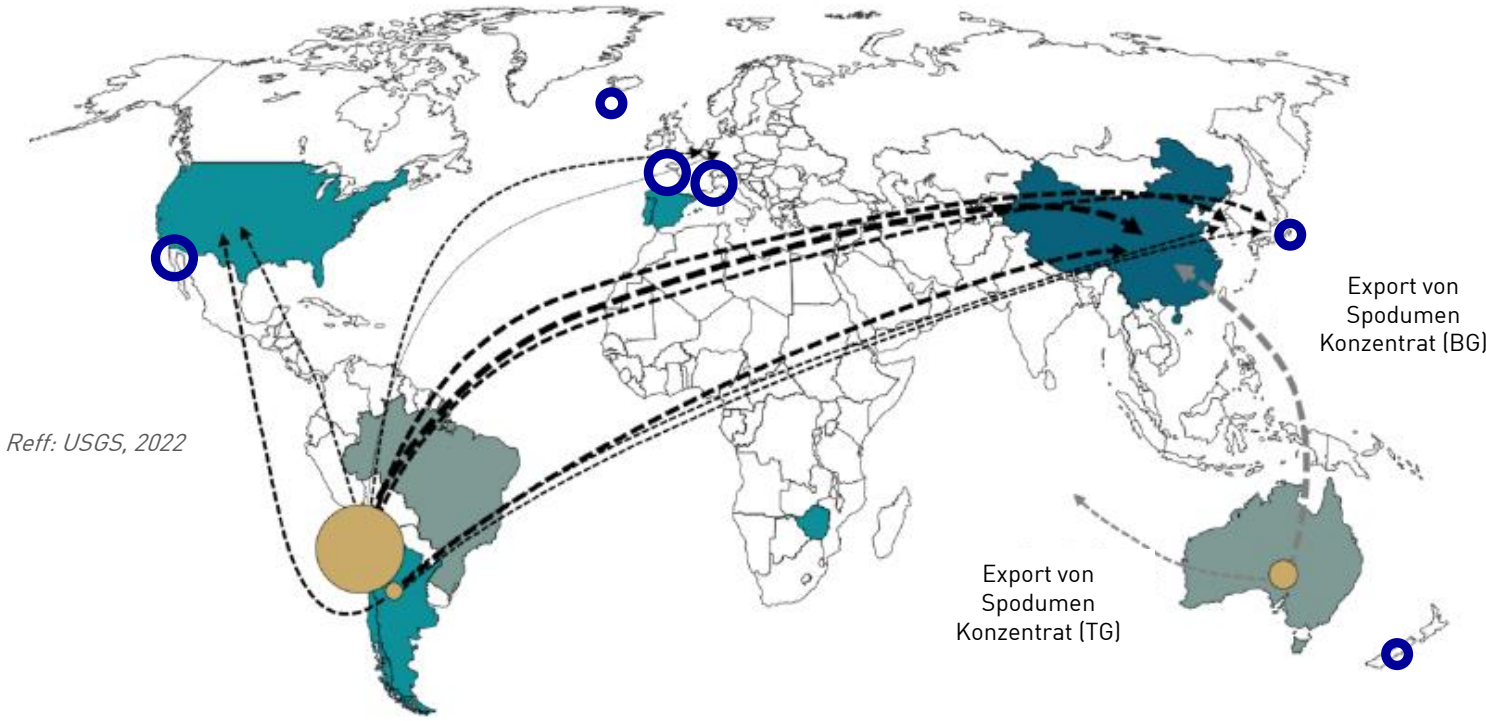 Export von
Spodumen
Konzentrat (BG)
Reff: USGS, 2022
Export von
Spodumen
Konzentrat (TG)